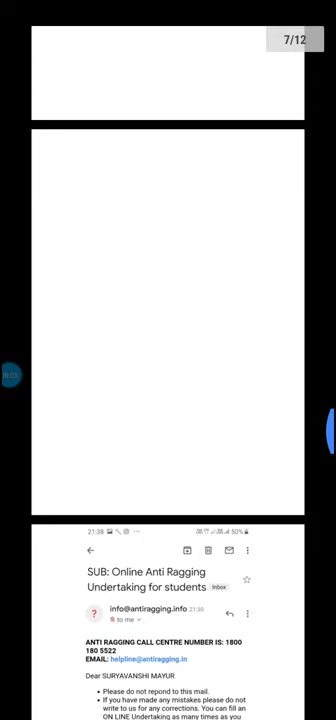 7/12
21:38
50%
SUB: Online Anti Ragging
Undertaking for students Inbox
info@antiragging.info 21:30
to me
ANTI RAGGING CALL CENTRE NUMBER IS: 1800
180 5522
EMAIL: helpline@antiragging.in
Dear SURYAVANSHI MAYUR
• Please do not repond to this mail.
• If you have made any mistakes please do not
write to us for any corrections. You can fill an
ON LINE Undertaking as many times as you